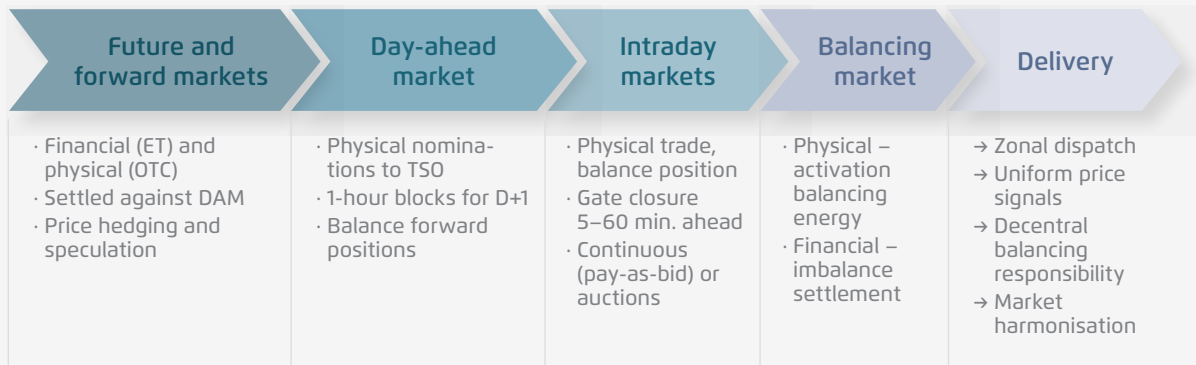 Future and
forward markets
Day-ahead
market
Intraday
markets
Balancing
market
Delivery
· Financial (ET) and
physical (OTC)
· Settled against DAM
· Price hedging and
speculation
· Physical nomina-
tions to TSO
· 1-hour blocks for D+1
· Balance forward
positions
· Physical trade,
balance position
· Gate closure
5–60 min. ahead
· Continuous
(pay-as-bid) or
auctions
· Physical –
activation
balancing
energy
· Financial –
imbalance
settlement
→ Zonal dispatch
→ Uniform price
signals
→ Decentral
balancing
responsibility
→ Market
harmonisation